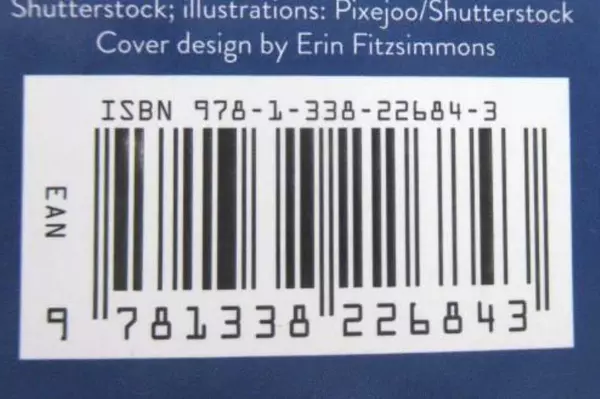 Shutterstock; illustrations: Pixejoo/Shutterstock
Cover design by Erin Fitzsimmons
ISBN 978-1-338-22684-3
EAN
9 781338 226843